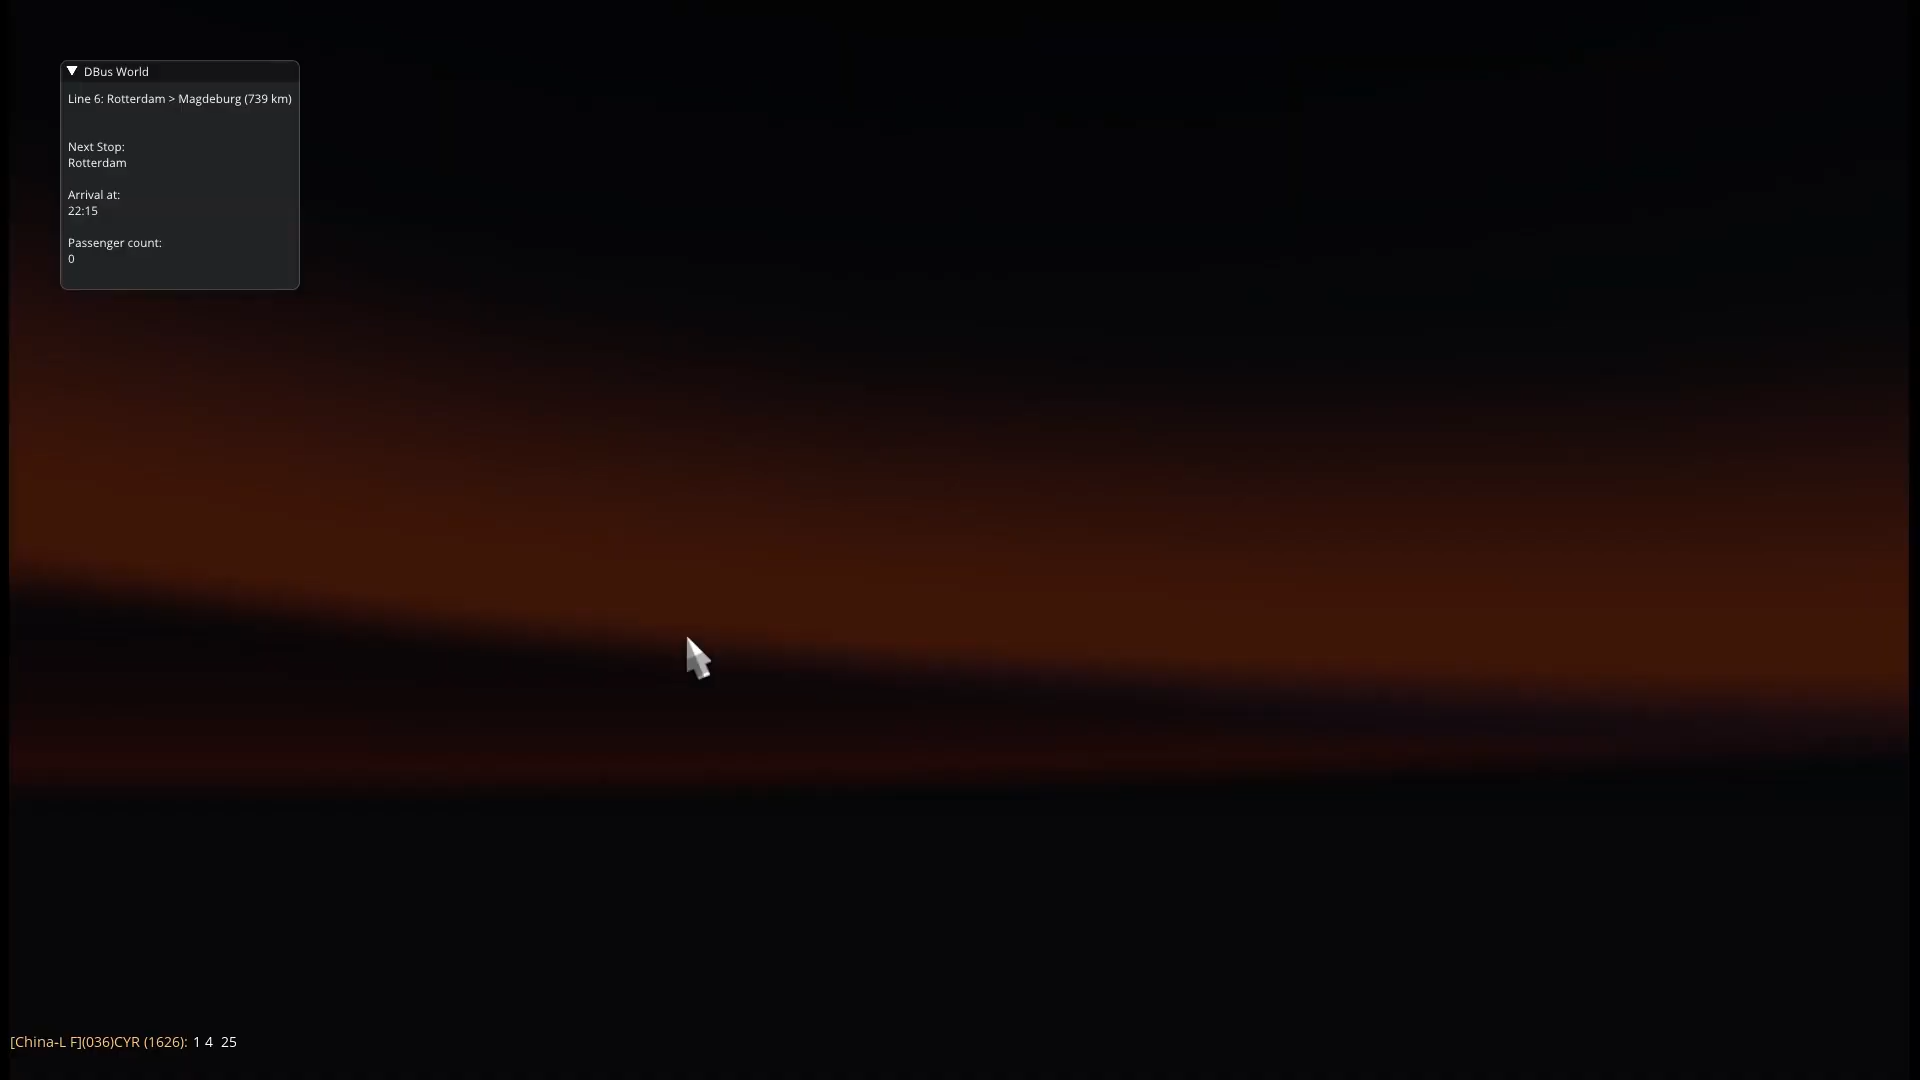 DBus World
Line 6: Rotterdam > Magdeburg (739 km)
Next Stop:
Rotterdam
Arrival at:
22:15
Passenger count:
0
[China-L F](036)CYR (1626): 1 4  25